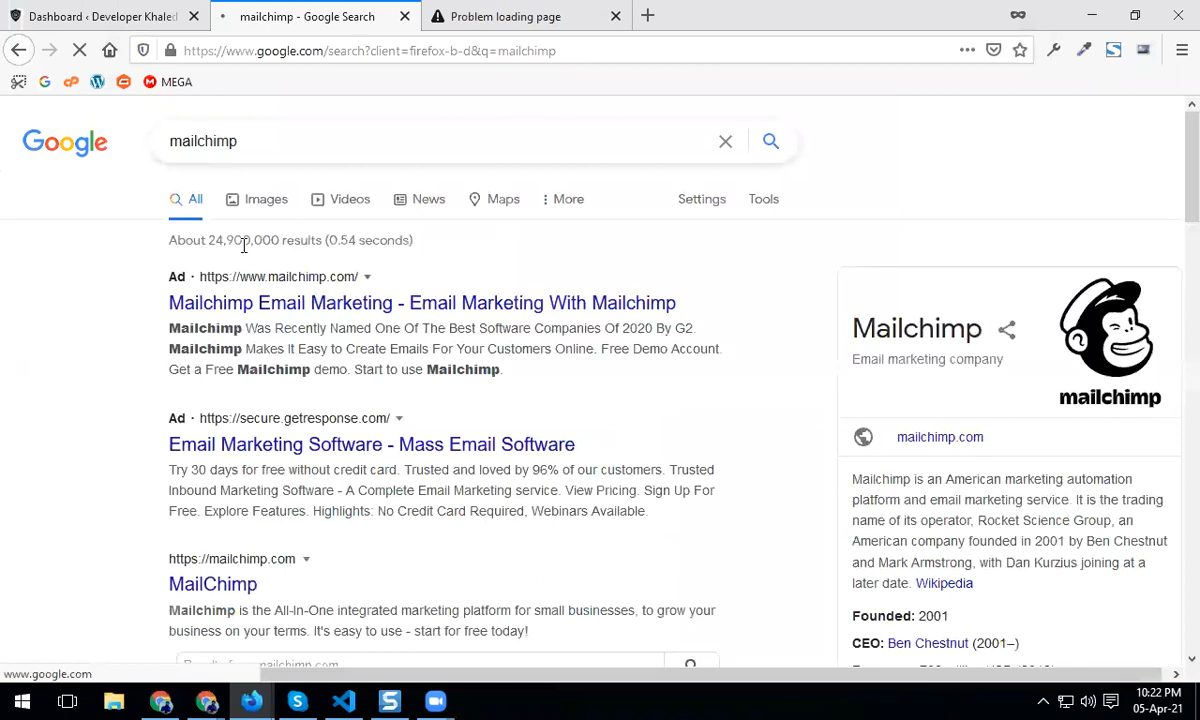 Dashboard ‹ Developer Khaled
mailchimp - Google Search
Problem loading page
https://www.google.com/search?client=firefox-b-d&q=mailchimp
MEGA
Google
mailchimp
All
Images
Videos
News
Maps
More
Settings
Tools
About 24,900,000 results (0.54 seconds)
Ad · https://www.mailchimp.com/
Mailchimp Email Marketing - Email Marketing With Mailchimp
Mailchimp Was Recently Named One Of The Best Software Companies Of 2020 By G2.
Mailchimp Makes It Easy to Create Emails For Your Customers Online. Free Demo Account.
Get a Free Mailchimp demo. Start to use Mailchimp.
Ad · https://secure.getresponse.com/
Email Marketing Software - Mass Email Software
Try 30 days for free without credit card. Trusted and loved by 96% of our customers. Trusted
Inbound Marketing Software - A Complete Email Marketing service. View Pricing. Sign Up For
Free. Explore Features. Highlights: No Credit Card Required, Webinars Available.
https://mailchimp.com
MailChimp
Mailchimp is the All-In-One integrated marketing platform for small businesses, to grow your
business on your terms. It's easy to use - start for free today!
Results from mailchimp.com
Mailchimp
Email marketing company
mailchimp
mailchimp.com
Mailchimp is an American marketing automation
platform and email marketing service. It is the trading
name of its operator, Rocket Science Group, an
American company founded in 2001 by Ben Chestnut
and Mark Armstrong, with Dan Kurzius joining at a
later date. Wikipedia
Founded: 2001
CEO: Ben Chestnut (2001–)
www.google.com
10:22 PM
05-Apr-21